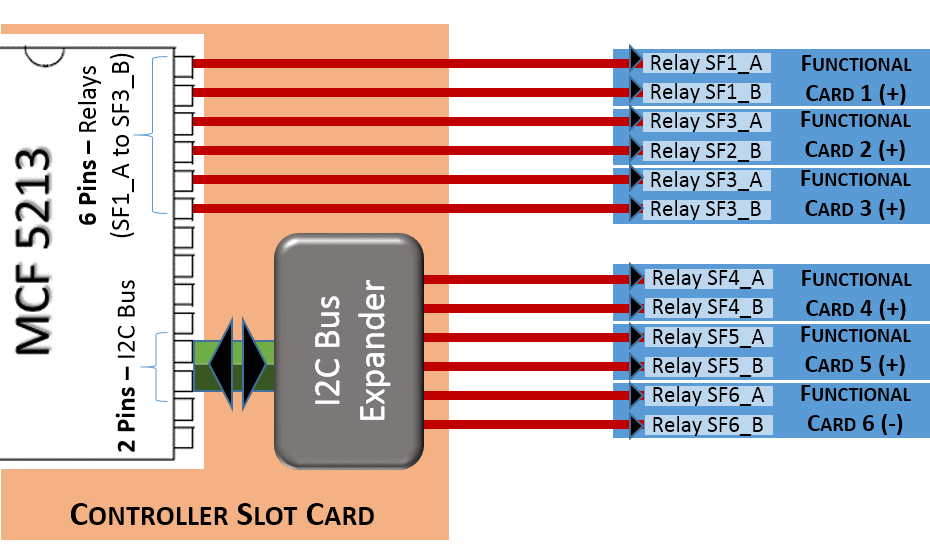 MCF 5213
6 Pins – Relays
(SF1_A to SF3_B)
2 Pins – I2C Bus
I2C Bus
Expander
CONTROLLER SLOT CARD
Relay SF1_A
Relay SF1_B
FUNCTIONAL
CARD 1 (+)
Relay SF3_A
Relay SF2_B
FUNCTIONAL
CARD 2 (+)
Relay SF3_A
Relay SF3_B
FUNCTIONAL
CARD 3 (+)
Relay SF4_A
Relay SF4_B
FUNCTIONAL
CARD 4 (+)
Relay SF5_A
Relay SF5_B
FUNCTIONAL
CARD 5 (+)
Relay SF6_A
Relay SF6_B
FUNCTIONAL
CARD 6 (-)